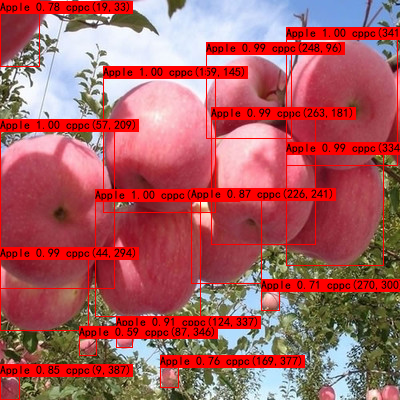 Apple 0.78 cppc(19,33)
Apple 1.00 cppc(341
Apple 0.99 cppc(248,96)
Apple 1.00 cppc(159,145)
Apple 0.99 cppc(263,181)
Apple 1.00 cppc(57,209)
Apple 0.99 cppc(334
Apple 1.00 cppc
Apple 0.87 cppc(226,241)
Apple 0.99 cppc(44,294)
Apple 0.71 cppc(270,300
Apple 0.91 cppc(124,337)
Apple 0.59 cppc(87,346)
Apple 0.76 cppc(169,377)
Apple 0.85 cppc(9,387)